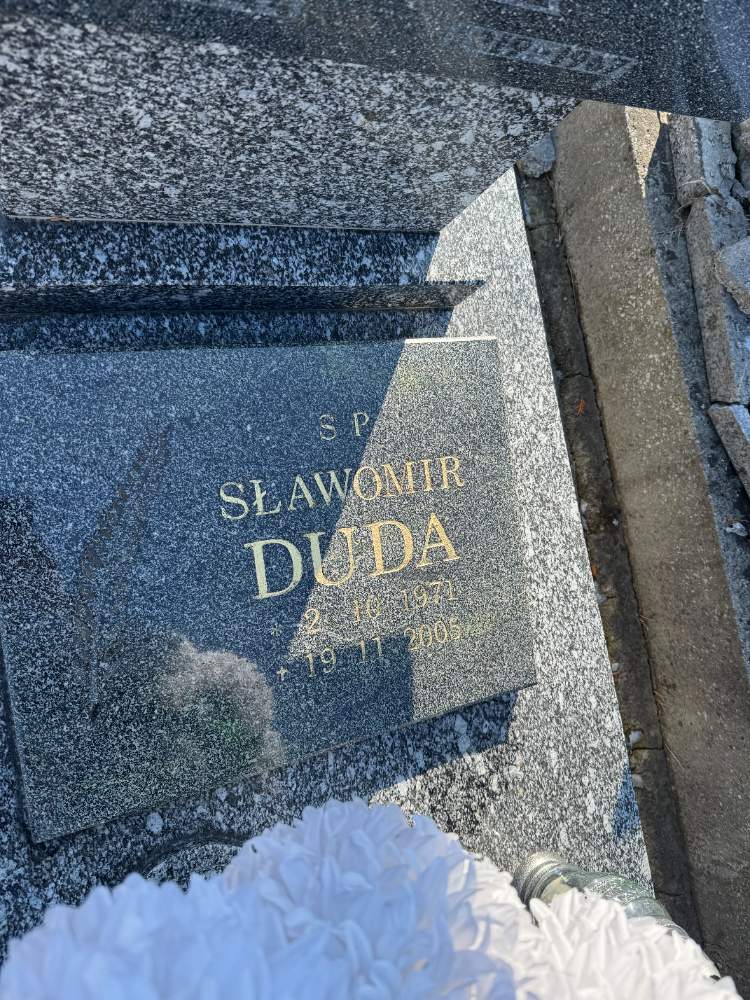 S P
SŁAWOMIR
DUDA
* 2 10 1971
+ 19 11 2005